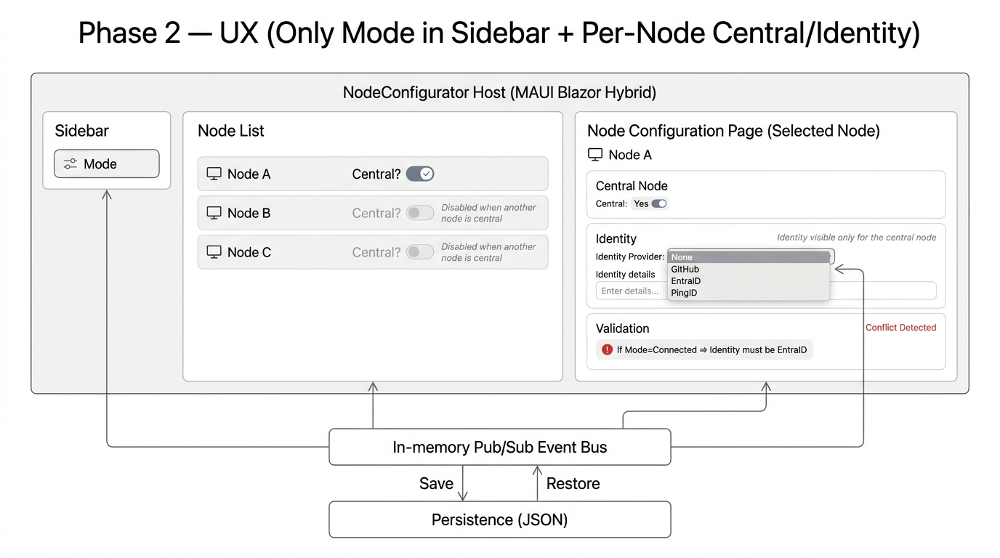 Phase 2 — UX (Only Mode in Sidebar + Per-Node Central/Identity)
NodeConfigurator Host (MAUI Blazor Hybrid)
Sidebar
Mode
Node List
Node A
Central?
Node B
Central?
Disabled when another
node is central
Node C
Central?
Disabled when another
node is central
Node Configuration Page (Selected Node)
Node A
Central Node
Central: Yes
Identity
Identity visible only for the central node
Identity Provider:
None
GitHub
EntraID
PingID
Identity details
Enter details...
Validation
Conflict Detected
If Mode=Connected ⇒ Identity must be EntraID
In-memory Pub/Sub Event Bus
Save
Restore
Persistence (JSON)